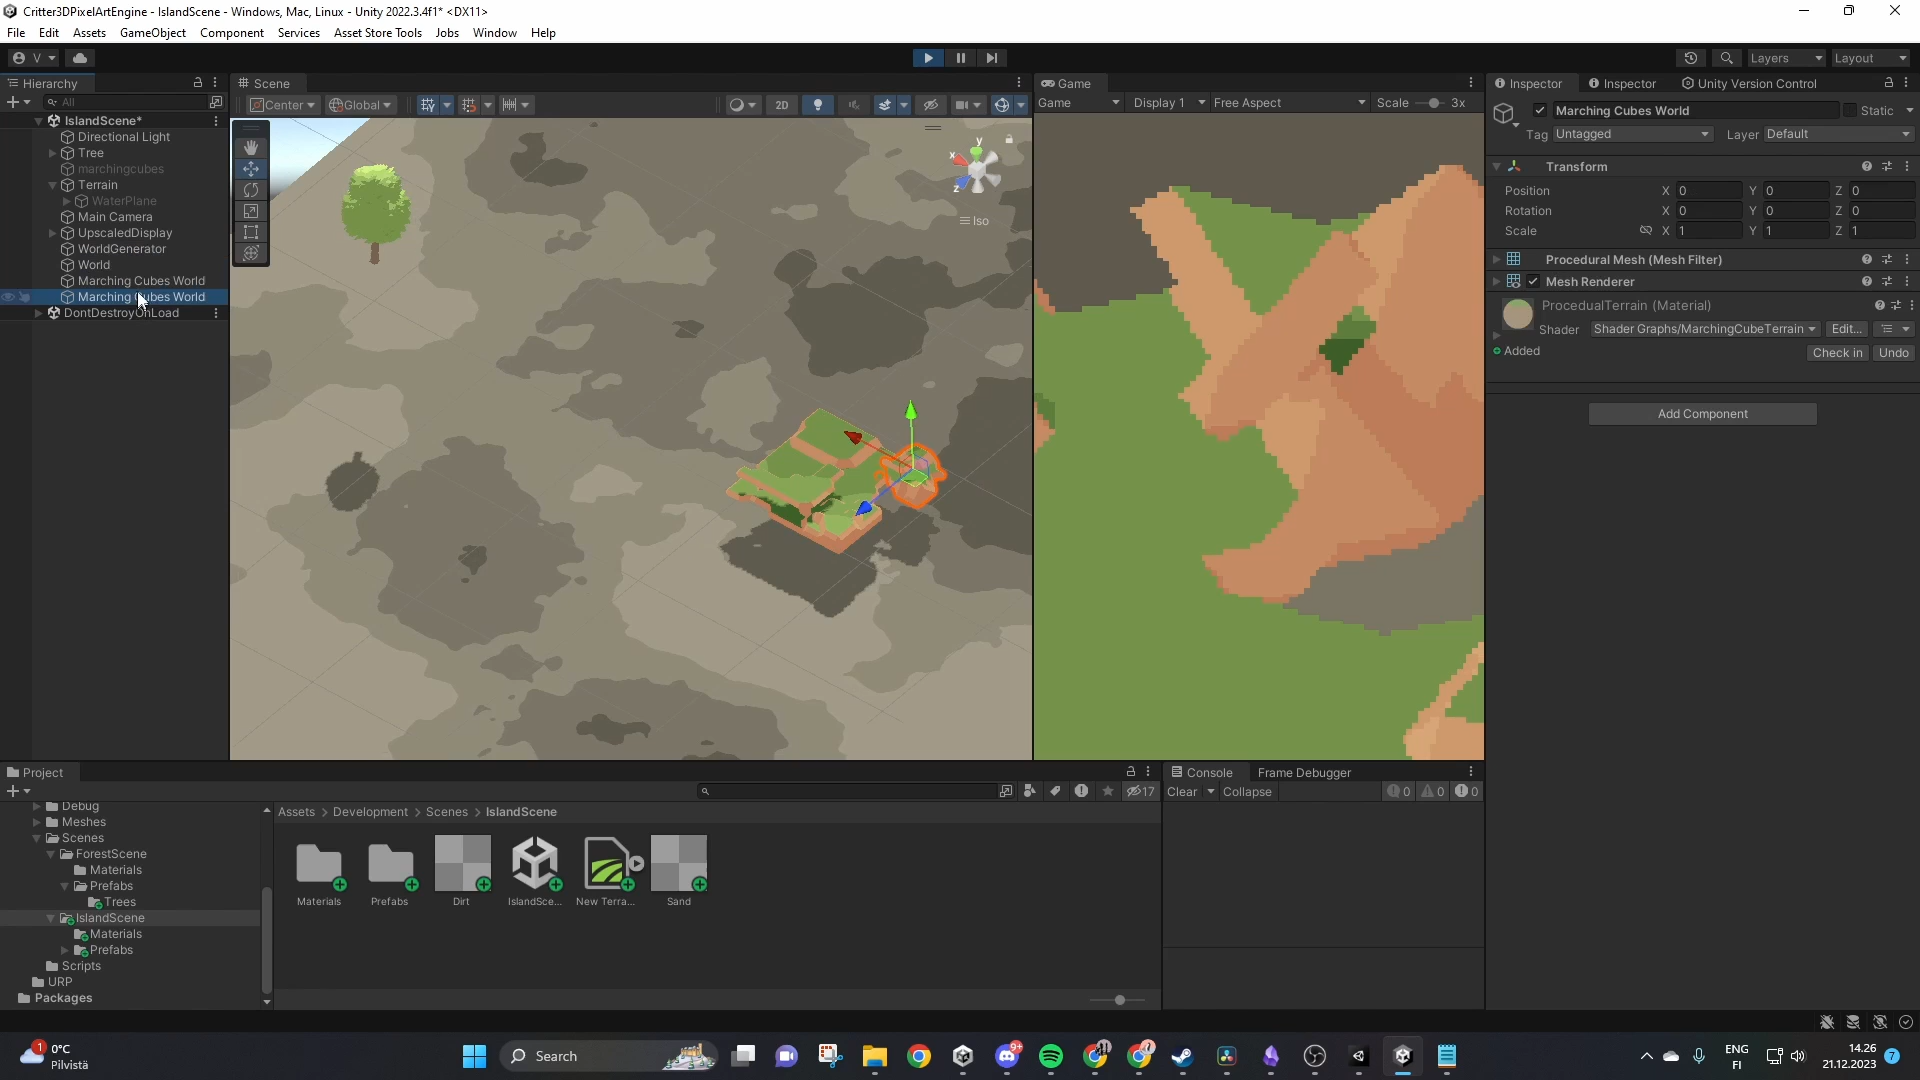 Critter3DPixelArtEngine - IslandScene - Windows, Mac, Linux - Unity 2022.3.4f1* <DX11>
File Edit Assets GameObject Component Services Asset Store Tools Jobs Window Help
V Layers Layout
Hierarchy Scene Game Inspector Inspector Unity Version Control
All
Center Global 2D
Game Display 1 Free Aspect Scale 3x
Marching Cubes World Static
Tag Untagged Layer Default
IslandScene*
Directional Light
Tree
marchingcubes
Terrain
WaterPlane
Main Camera
UpscaledDisplay
WorldGenerator
World
Marching Cubes World
Marching Cubes World
DontDestroyOnLoad
y
x
z
Iso
Transform
Position X 0 Y 0 Z 0
Rotation X 0 Y 0 Z 0
Scale X 1 Y 1 Z 1
Procedural Mesh (Mesh Filter)
Mesh Renderer
ProcedualTerrain (Material)
Shader Shader Graphs/MarchingCubeTerrain Edit...
Added Check in Undo
Add Component
Project
17
Debug
Meshes
Scenes
ForestScene
Materials
Prefabs
Trees
IslandScene
Materials
Prefabs
Scripts
URP
Packages
Assets > Development > Scenes > IslandScene
Materials Prefabs Dirt IslandSce... New Terra... Sand
Console Frame Debugger
Clear Collapse 0 0 0
1
0°C
Pilvistä
Search
9+
ENG
FI
14.26
21.12.2023
7